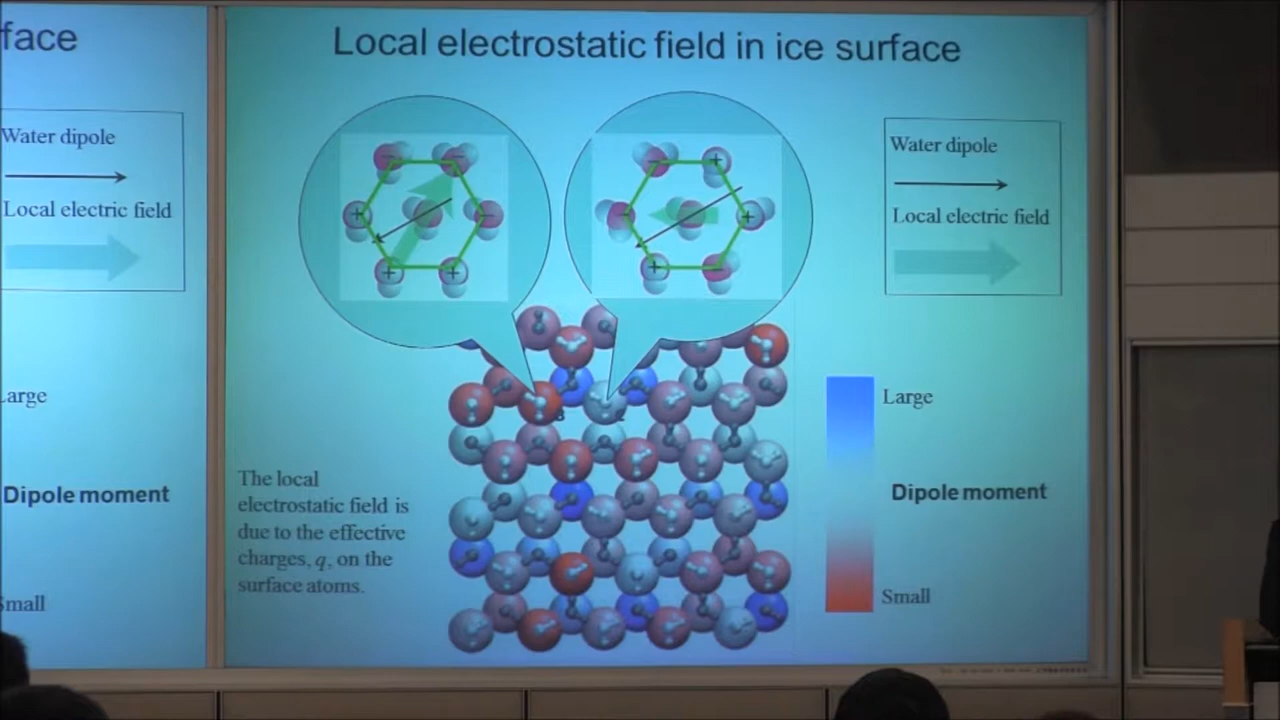 face
Water dipole
Local electric field
Large
Dipole moment
Small
Local electrostatic field in ice surface
Water dipole
Local electric field
Large
Dipole moment
Small
The local
electrostatic field is
due to the effective
charges, q, on the
surface atoms.